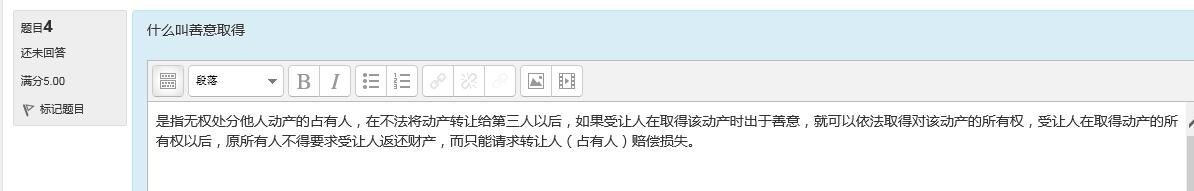 题目4
还未回答
满分5.00
标记题目
什么叫善意取得
段落
B I
是指无权处分他人动产的占有人，在不法将动产转让给第三人以后，如果受让人在取得该动产时出于善意，就可以依法取得对该动产的所有权，受让人在取得动产的所
有权以后，原所有人不得要求受让人返还财产，而只能请求转让人（占有人）赔偿损失。